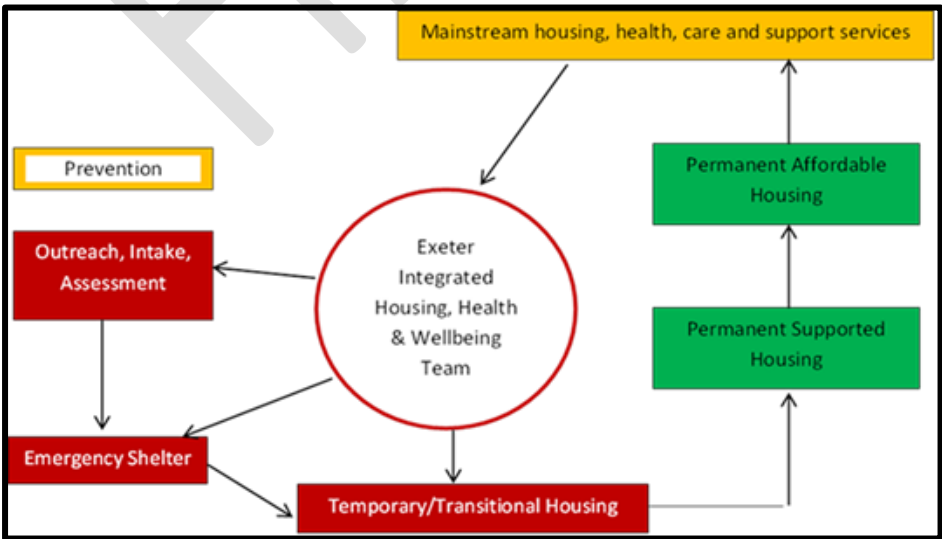 Mainstream housing, health, care and support services
Prevention
Permanent Affordable
Housing
Outreach, Intake,
Assessment
Exeter
Integrated
Housing, Health
& Wellbeing
Team
Permanent Supported
Housing
Emergency Shelter
Temporary/Transitional Housing